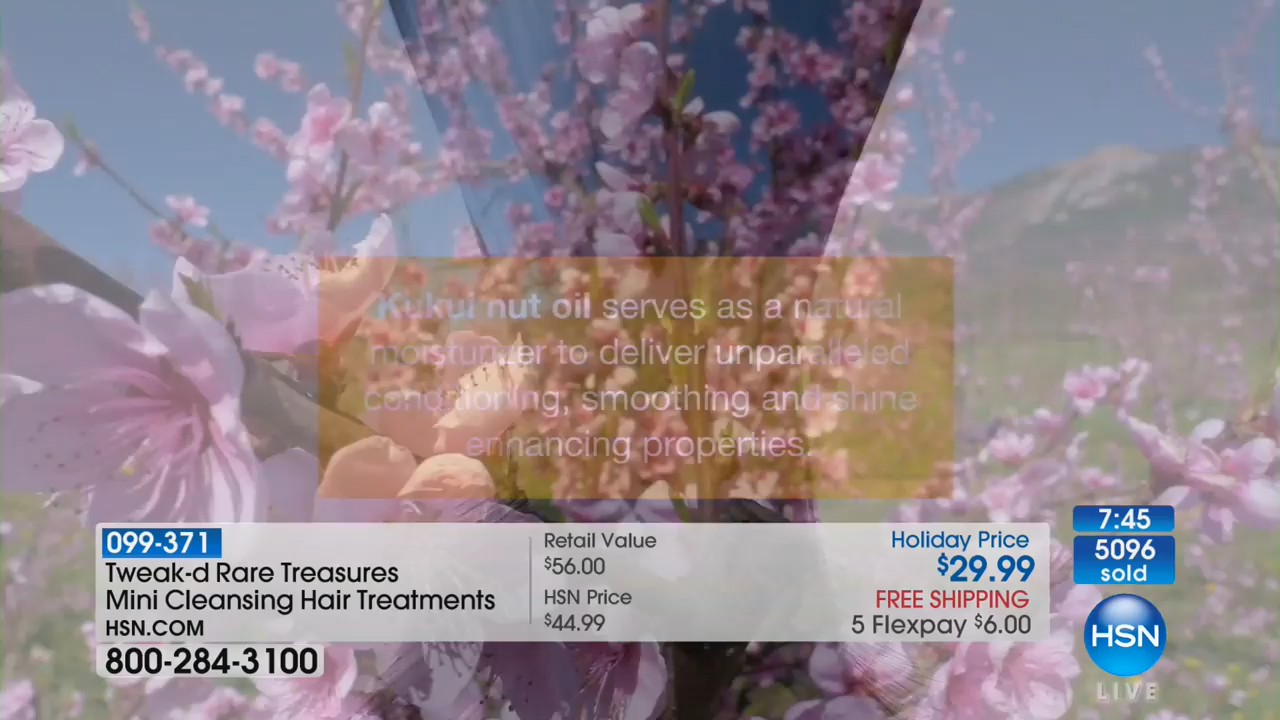 Kukui nut oil serves as a natural
moisturizer to deliver unparalleled
conditioning, smoothing and shine
enhancing properties.
099-371
Tweak-d Rare Treasures
Mini Cleansing Hair Treatments
HSN.COM
800-284-3100
Retail Value
$56.00
HSN Price
$44.99
Holiday Price
$29.99
FREE SHIPPING
5 Flexpay $6.00
7:45
5096
sold
HSN
LIVE